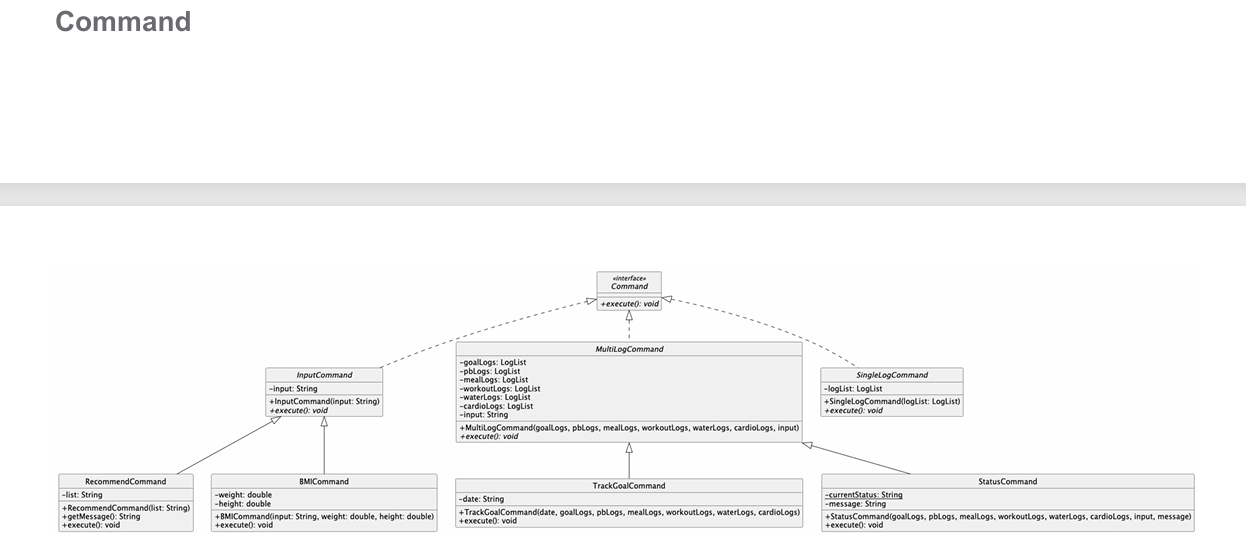 Command
«interface»
Command
+execute(): void
InputCommand
-input: String
+InputCommand(input: String)
+execute(): void
MultiLogCommand
-goalLogs: LogList
-pbLogs: LogList
-mealLogs: LogList
-workoutLogs: LogList
-waterLogs: LogList
-cardioLogs: LogList
-input: String
+MultiLogCommand(goalLogs, pbLogs, mealLogs, workoutLogs, waterLogs, cardioLogs, input)
+execute(): void
SingleLogCommand
-logList: LogList
+SingleLogCommand(logList: LogList)
+execute(): void
RecommendCommand
-list: String
+RecommendCommand(list: String)
+getMessage(): String
+execute(): void
BMICommand
-weight: double
-height: double
+BMICommand(input: String, weight: double, height: double)
+execute(): void
TrackGoalCommand
-date: String
+TrackGoalCommand(date, goalLogs, pbLogs, mealLogs, workoutLogs, waterLogs, cardioLogs)
+execute(): void
StatusCommand
-currentStatus: String
-message: String
+StatusCommand(goalLogs, pbLogs, mealLogs, workoutLogs, waterLogs, cardioLogs, input, message)
+execute(): void